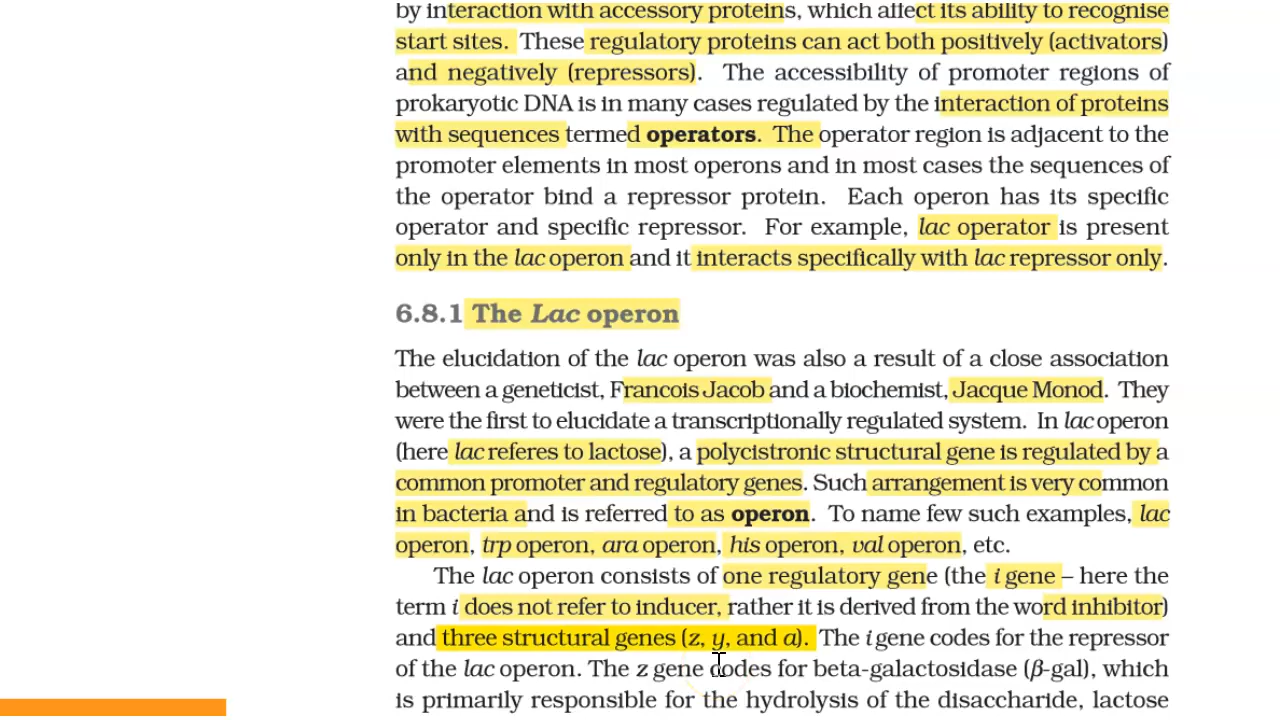 by interaction with accessory proteins, which affect its ability to recognise
start sites. These regulatory proteins can act both positively (activators)
and negatively (repressors). The accessibility of promoter regions of
prokaryotic DNA is in many cases regulated by the interaction of proteins
with sequences termed operators. The operator region is adjacent to the
promoter elements in most operons and in most cases the sequences of
the operator bind a repressor protein. Each operon has its specific
operator and specific repressor. For example, lac operator is present
only in the lac operon and it interacts specifically with lac repressor only.
6.8.1 The Lac operon
The elucidation of the lac operon was also a result of a close association
between a geneticist, Francois Jacob and a biochemist, Jacque Monod. They
were the first to elucidate a transcriptionally regulated system. In lac operon
(here lac referes to lactose), a polycistronic structural gene is regulated by a
common promoter and regulatory genes. Such arrangement is very common
in bacteria and is referred to as operon. To name few such examples, lac
operon, trp operon, ara operon, his operon, val operon, etc.
The lac operon consists of one regulatory gene (the i gene – here the
term i does not refer to inducer, rather it is derived from the word inhibitor)
and three structural genes (z, y, and a). The i gene codes for the repressor
of the lac operon. The z gene codes for beta-galactosidase (β-gal), which
is primarily responsible for the hydrolysis of the disaccharide, lactose